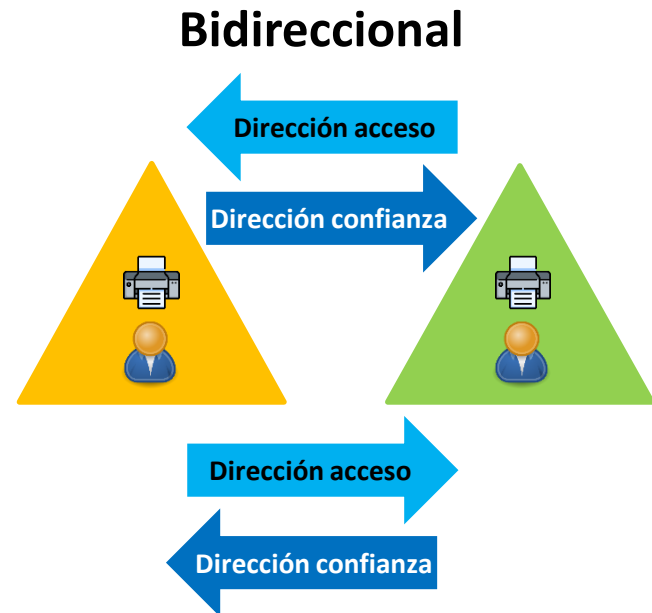 Bidireccional
Dirección acceso
Dirección confianza
Dirección acceso
Dirección confianza